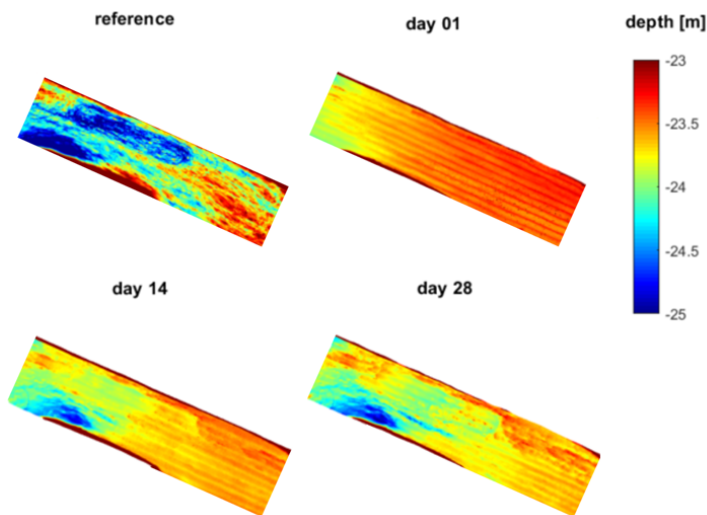 reference
day 01
depth [m]
-23
-23.5
-24
-24.5
-25
day 14
day 28